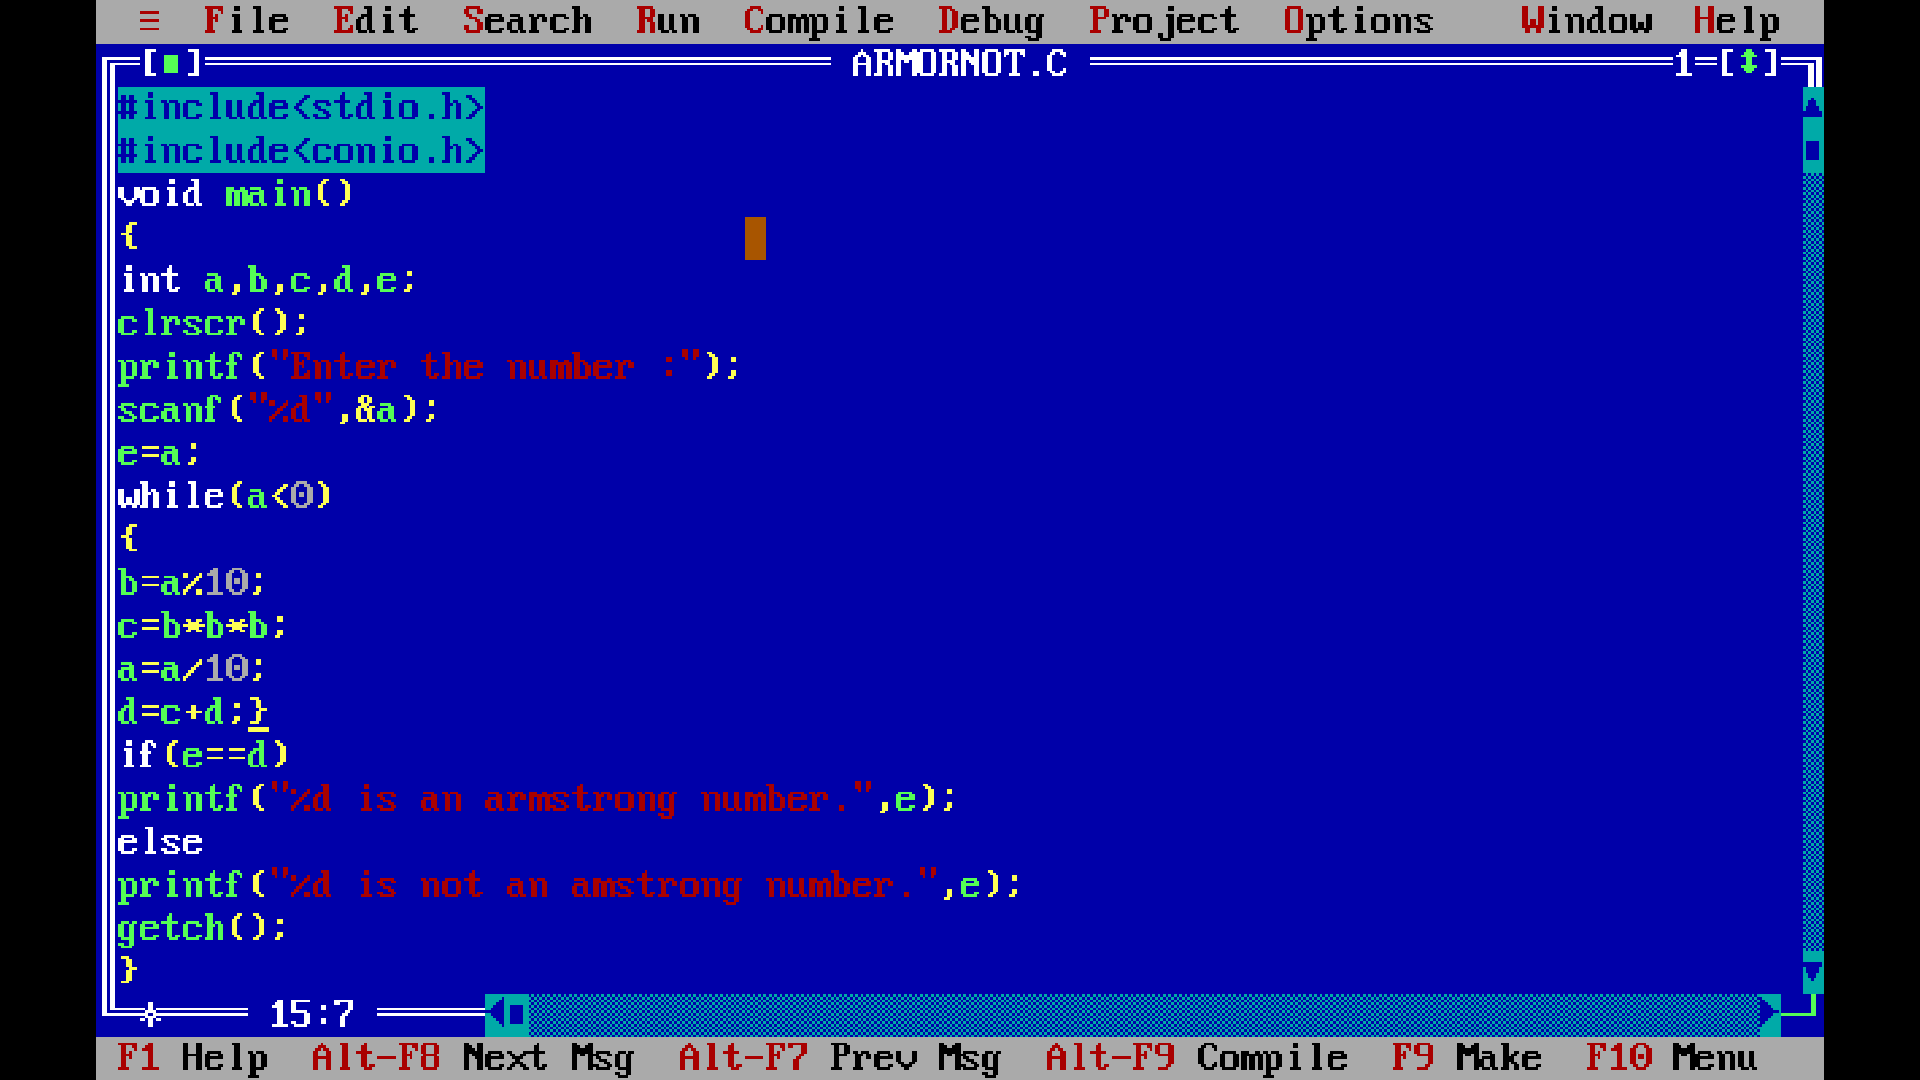 ≡ File Edit Search Run Compile Debug Project Options Window Help
[■] ARMORNOT.C 1=[↕]
#include<stdio.h>
#include<conio.h>
void main()
{
int a,b,c,d,e;
clrscr();
printf("Enter the number :");
scanf("%d",&a);
e=a;
while(a<0)
{
b=a%10;
c=b*b*b;
a=a/10;
d=c+d;}
if(e==d)
printf("%d is an armstrong number.",e);
else
printf("%d is not an amstrong number.",e);
getch();
}
15:7
F1 Help Alt-F8 Next Msg Alt-F7 Prev Msg Alt-F9 Compile F9 Make F10 Menu